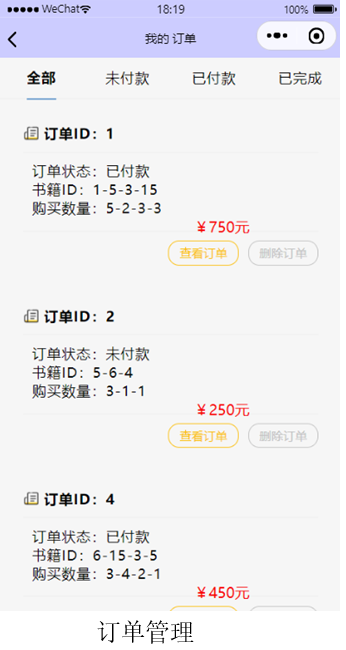 WeChat 18:19 100%
我的 订单
全部 未付款 已付款 已完成
订单ID：1
订单状态：已付款
书籍ID：1-5-3-15
购买数量：5-2-3-3
￥750元
查看订单 删除订单
订单ID：2
订单状态：未付款
书籍ID：5-6-4
购买数量：3-1-1
￥250元
查看订单 删除订单
订单ID：4
订单状态：已付款
书籍ID：6-15-3-5
购买数量：3-4-2-1
￥450元
订单管理